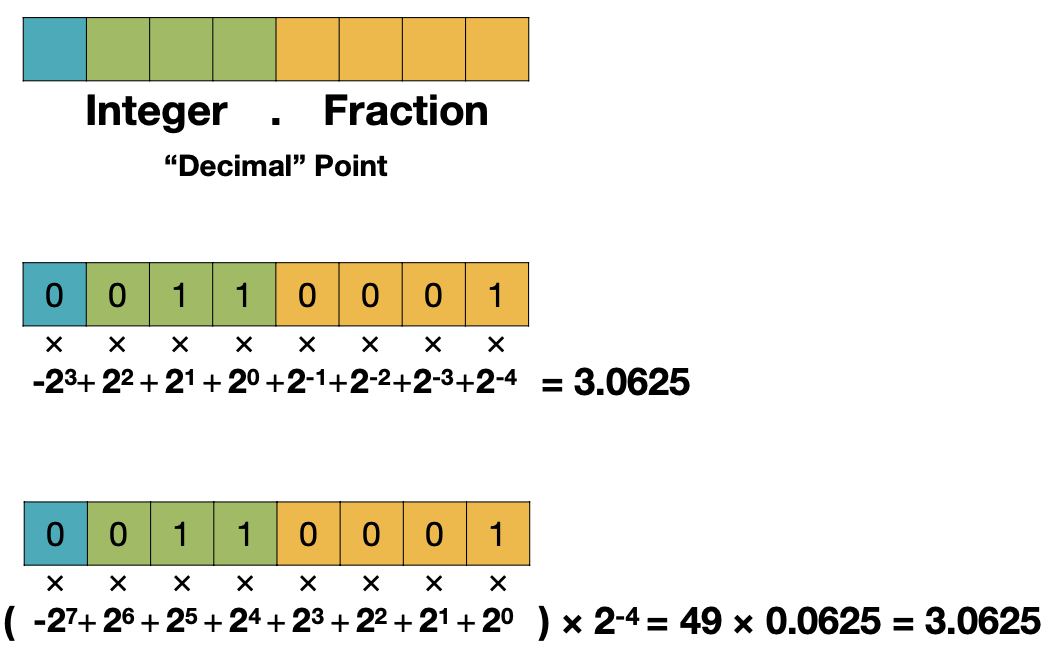 Integer . Fraction
“Decimal” Point
0 0 1 1 0 0 0 1
× × × × × × × ×
-2³+ 2² + 2¹ + 2⁰ +2⁻¹+2⁻²+2⁻³+2⁻⁴ = 3.0625
0 0 1 1 0 0 0 1
× × × × × × × ×
( -2⁷+ 2⁶ + 2⁵ + 2⁴ + 2³ + 2² + 2¹ + 2⁰ ) × 2⁻⁴ = 49 × 0.0625 = 3.0625